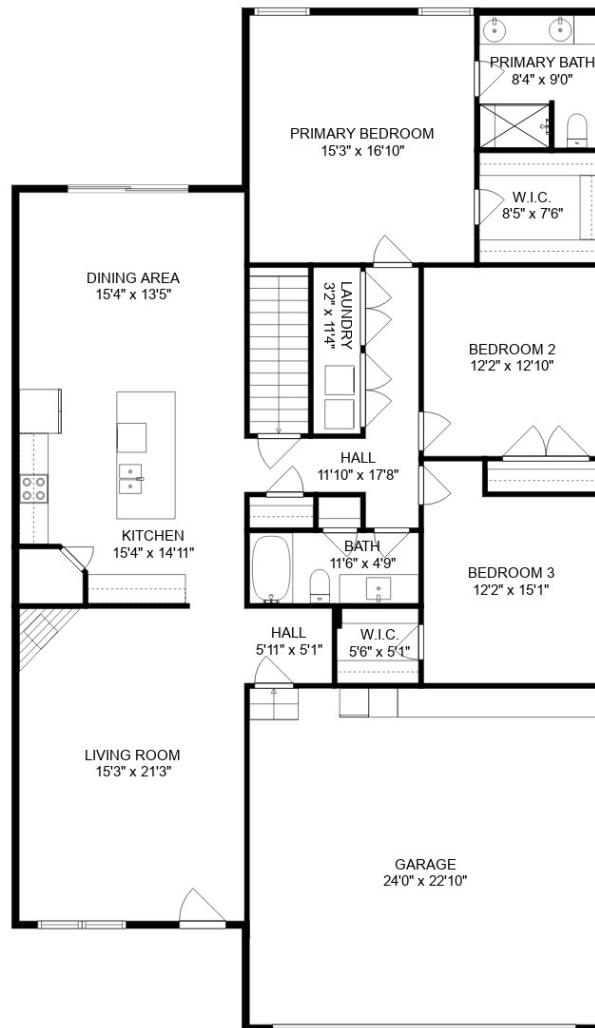 PRIMARY BATH
8'4" x 9'0"
PRIMARY BEDROOM
15'3" x 16'10"
W.I.C.
8'5" x 7'6"
DINING AREA
15'4" x 13'5"
LAUNDRY
3'2" x 11'4"
BEDROOM 2
12'2" x 12'10"
HALL
11'10" x 17'8"
KITCHEN
15'4" x 14'11"
BATH
11'6" x 4'9"
BEDROOM 3
12'2" x 15'1"
HALL
5'11" x 5'1"
W.I.C.
5'6" x 5'1"
LIVING ROOM
15'3" x 21'3"
GARAGE
24'0" x 22'10"